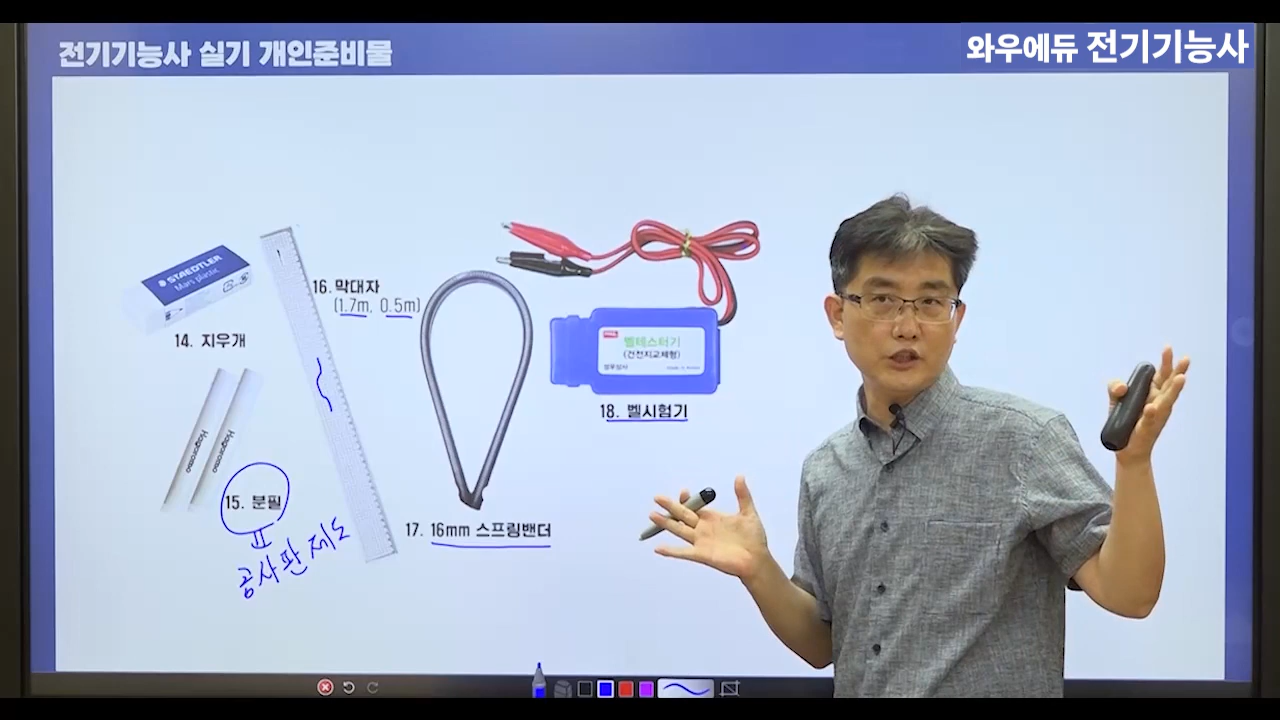 전기기능사 실기 개인준비물
와우에듀 전기기능사
STAEDTLER
Mars plastic
14. 지우개
16. 막대자
(1.7m, 0.5m)
벨테스터기
(건전지교체형)
18. 벨시험기
Hagoromo
Hagoromo
15. 분필
공사판 제도
17. 16mm 스프링밴더